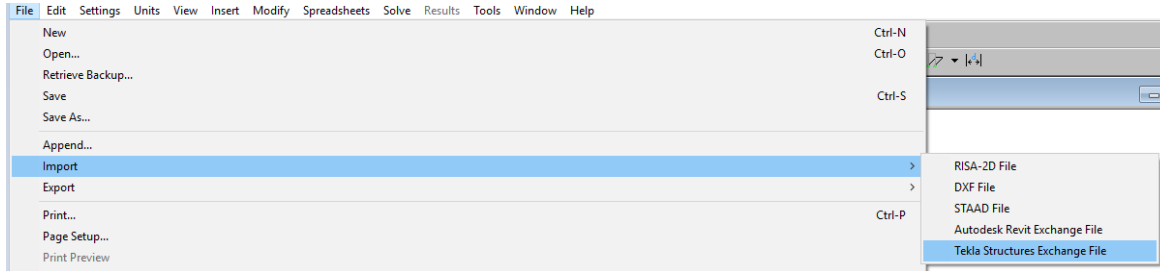 File Edit Settings Units View Insert Modify Spreadsheets Solve Results Tools Window Help
New Ctrl-N
Open... Ctrl-O
Retrieve Backup...
Save Ctrl-S
Save As...
Append...
Import
Export
Print... Ctrl-P
Page Setup...
Print Preview
RISA-2D File
DXF File
STAAD File
Autodesk Revit Exchange File
Tekla Structures Exchange File